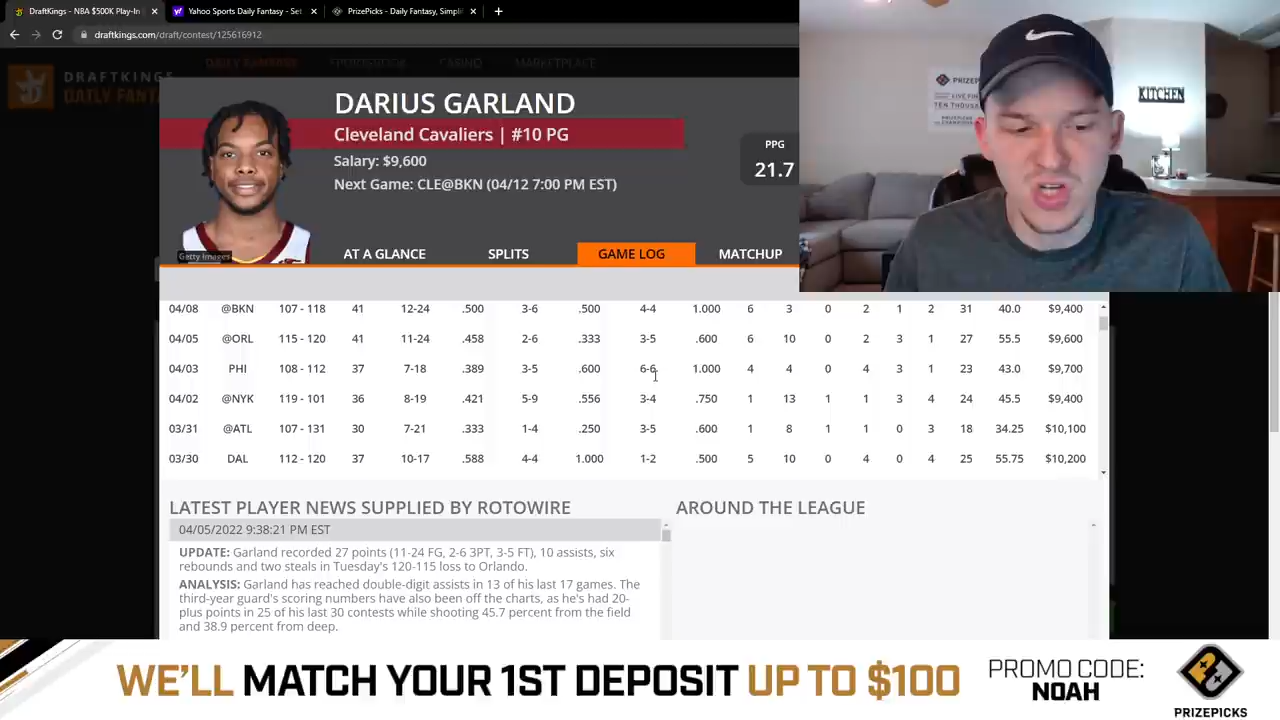 DraftKings - NBA $500K Play-In
Yahoo Sports Daily Fantasy - Set
PrizePicks - Daily Fantasy, Simpli
draftkings.com/draft/contest/125616912
DRAFTKINGS
DAILY FANTASY
CASINO
MARKETPLACE
DARIUS GARLAND
Cleveland Cavaliers | #10 PG
Salary: $9,600
Next Game: CLE@BKN (04/12 7:00 PM EST)
PPG
21.7
Getty Images
AT A GLANCE SPLITS GAME LOG MATCHUP
04/08 @BKN 107 - 118 41 12-24 .500 3-6 .500 4-4 1.000 6 3 0 2 1 2 31 40.0 $9,400
04/05 @ORL 115 - 120 41 11-24 .458 2-6 .333 3-5 .600 6 10 0 2 3 1 27 55.5 $9,600
04/03 PHI 108 - 112 37 7-18 .389 3-5 .600 6-6 1.000 4 4 0 4 3 1 23 43.0 $9,700
04/02 @NYK 119 - 101 36 8-19 .421 5-9 .556 3-4 .750 1 13 1 1 3 4 24 45.5 $9,400
03/31 @ATL 107 - 131 30 7-21 .333 1-4 .250 3-5 .600 1 8 1 1 0 3 18 34.25 $10,100
03/30 DAL 112 - 120 37 10-17 .588 4-4 1.000 1-2 .500 5 10 0 4 0 4 25 55.75 $10,200
LATEST PLAYER NEWS SUPPLIED BY ROTOWIRE
AROUND THE LEAGUE
04/05/2022 9:38:21 PM EST
UPDATE: Garland recorded 27 points (11-24 FG, 2-6 3PT, 3-5 FT), 10 assists, six
rebounds and two steals in Tuesday's 120-115 loss to Orlando.
ANALYSIS: Garland has reached double-digit assists in 13 of his last 17 games. The
third-year guard's scoring numbers have also been off the charts, as he's had 20-
plus points in 25 of his last 30 contests while shooting 45.7 percent from the field
and 38.9 percent from deep.
KITCHEN
WE'LL MATCH YOUR 1ST DEPOSIT UP TO $100
PROMO CODE:
NOAH
PRIZEPICKS